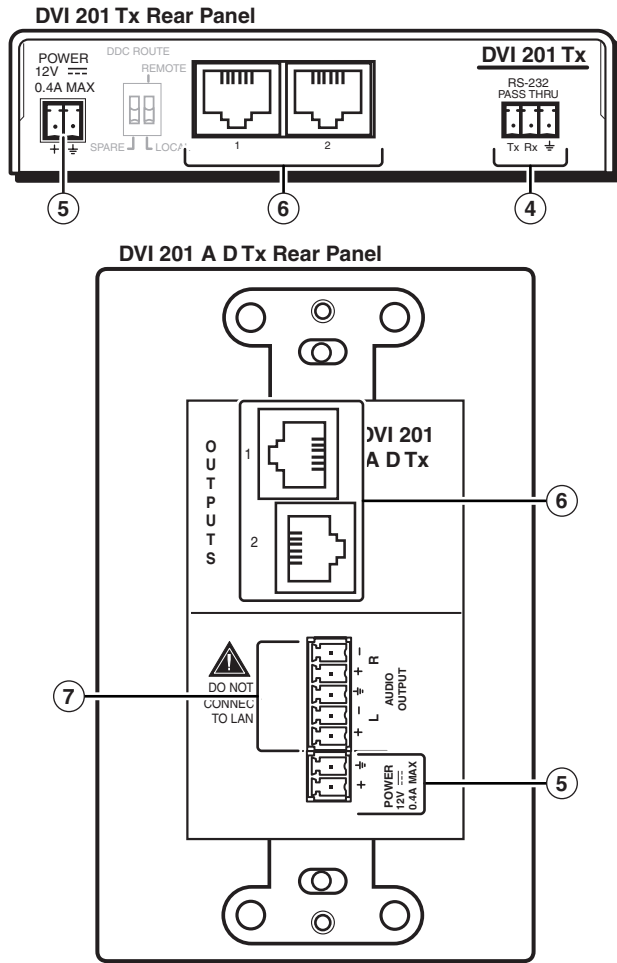 DVI 201 Tx Rear Panel
POWER
12V
0.4A MAX
DDC ROUTE
REMOTE
SPARE
LOCAL
+
1
2
DVI 201 Tx
RS-232
PASS THRU
Tx Rx
5
6
4
DVI 201 A D Tx Rear Panel
OUTPUTS
1
2
DVI 201
A D Tx
6
7
DO NOT
CONNEC
TO LAN
- + - +
R
L
AUDIO
OUTPUT
+
POWER
12V
0.4A MAX
5